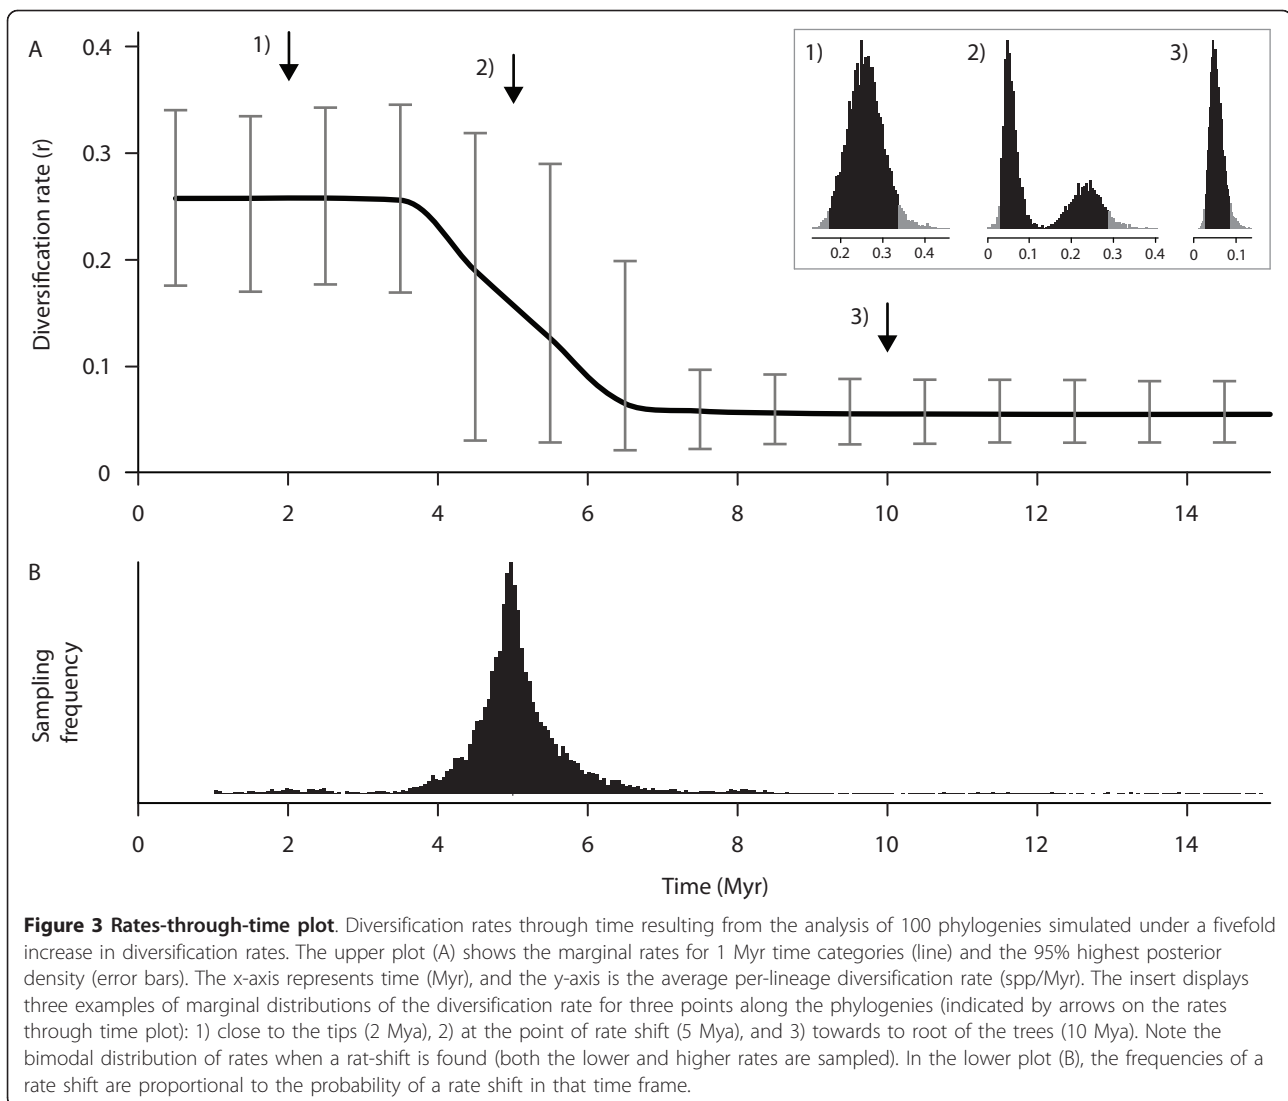 A
0.4
0.3
0.2
0.1
0
Diversification rate (r)
1)
2)
3)
0 2 4 6 8 10 12 14
1)
0.2 0.3 0.4
2)
0 0.1 0.2 0.3 0.4
3)
0 0.1
B
Sampling
frequency
0 2 4 6 8 10 12 14
Time (Myr)
Figure 3 Rates-through-time plot. Diversification rates through time resulting from the analysis of 100 phylogenies simulated under a fivefold
increase in diversification rates. The upper plot (A) shows the marginal rates for 1 Myr time categories (line) and the 95% highest posterior
density (error bars). The x-axis represents time (Myr), and the y-axis is the average per-lineage diversification rate (spp/Myr). The insert displays
three examples of marginal distributions of the diversification rate for three points along the phylogenies (indicated by arrows on the rates
through time plot): 1) close to the tips (2 Mya), 2) at the point of rate shift (5 Mya), and 3) towards to root of the trees (10 Mya). Note the
bimodal distribution of rates when a rat-shift is found (both the lower and higher rates are sampled). In the lower plot (B), the frequencies of a
rate shift are proportional to the probability of a rate shift in that time frame.